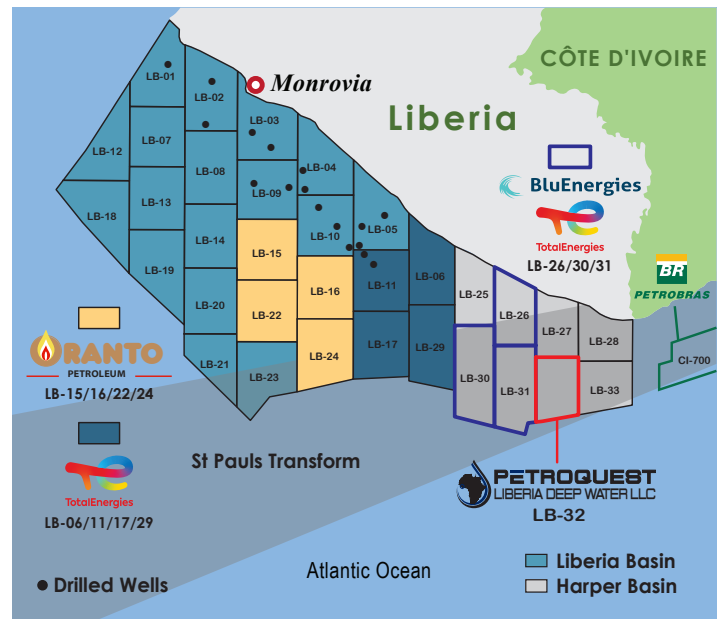 CÔTE D'IVOIRE
LB-01
LB-02
Monrovia
Liberia
LB-03
LB-07
LB-12
LB-04
LB-08
BluEnergies
LB-09
LB-18
LB-13
LB-05
LB-10
TotalEnergies
LB-14
LB-15
LB-26/30/31
LB-19
BR
PETROBRAS
LB-06
LB-16
LB-11
LB-25
LB-20
LB-22
LB-26
LB-27
LB-28
ORANTO
PETROLEUM
LB-15/16/22/24
LB-17
LB-29
LB-24
LB-21
LB-23
LB-30
LB-31
LB-33
CI-700
St Pauls Transform
TotalEnergies
LB-06/11/17/29
PETROQUEST
LIBERIA DEEP WATER LLC
LB-32
Drilled Wells
Atlantic Ocean
Liberia Basin
Harper Basin